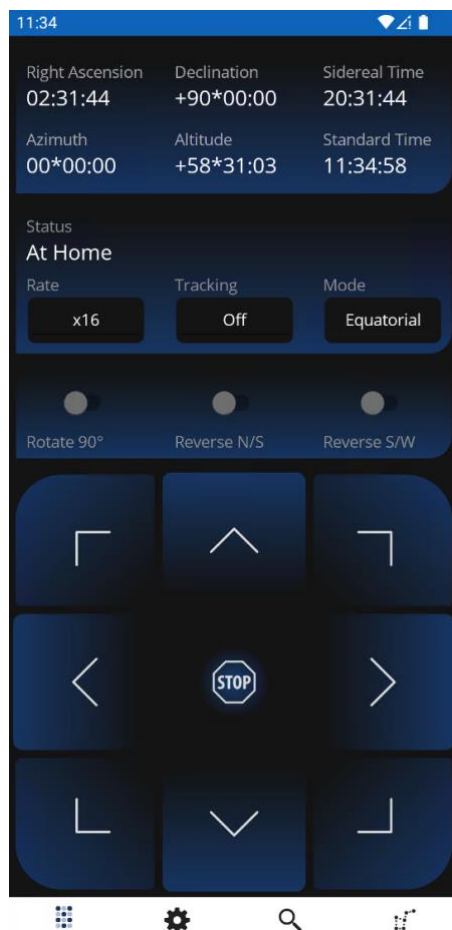 11:34
Right Ascension Declination Sidereal Time
02:31:44 +90*00:00 20:31:44
Azimuth Altitude Standard Time
00*00:00 +58*31:03 11:34:58
Status
At Home
Rate Tracking Mode
x16 Off Equatorial
Rotate 90° Reverse N/S Reverse S/W
STOP